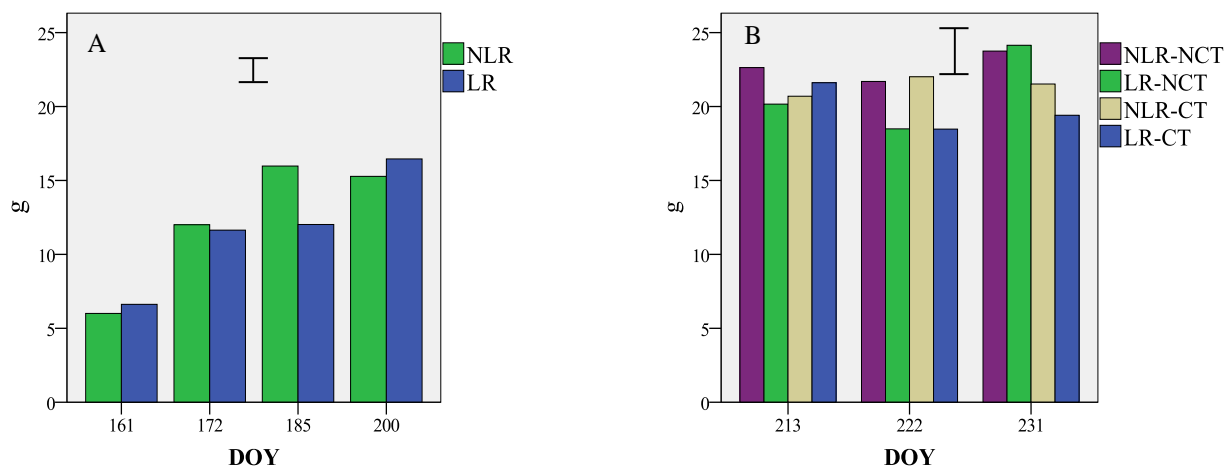 A
NLR
LR
25
20
15
10
5
0
g
161 172 185 200
DOY
B
NLR-NCT
LR-NCT
NLR-CT
LR-CT
25
20
15
10
5
0
g
213 222 231
DOY